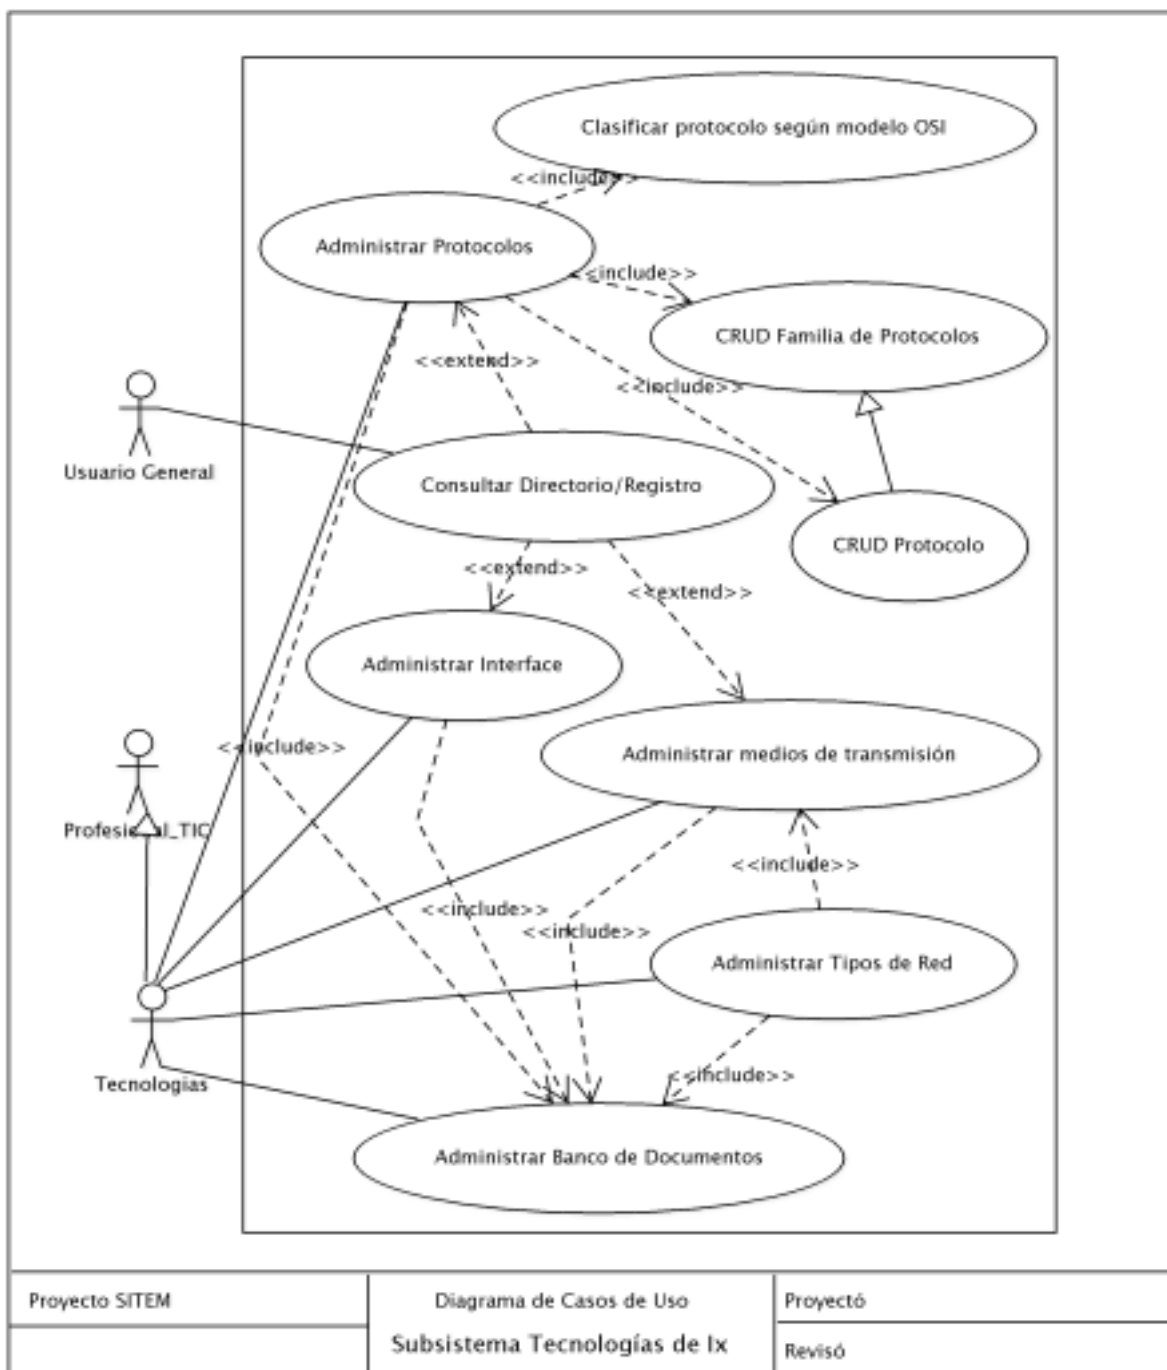 Clasificar protocolo según modelo OSI
<<include>>
Administrar Protocolos
<<include>>
CRUD Familia de Protocolos
<<extend>>
<<include>>
Usuario General
Consultar Directorio/Registro
CRUD Protocolo
<<extend>>
<<extend>>
Administrar Interface
<<include>>
Administrar medios de transmisión
Profesional_TIC
<<include>>
<<include>>
<<include>>
Administrar Tipos de Red
<<include>>
Tecnologias
Administrar Banco de Documentos
Proyecto SITEM
Diagrama de Casos de Uso
Proyectó
Subsistema Tecnologías de Ix
Revisó